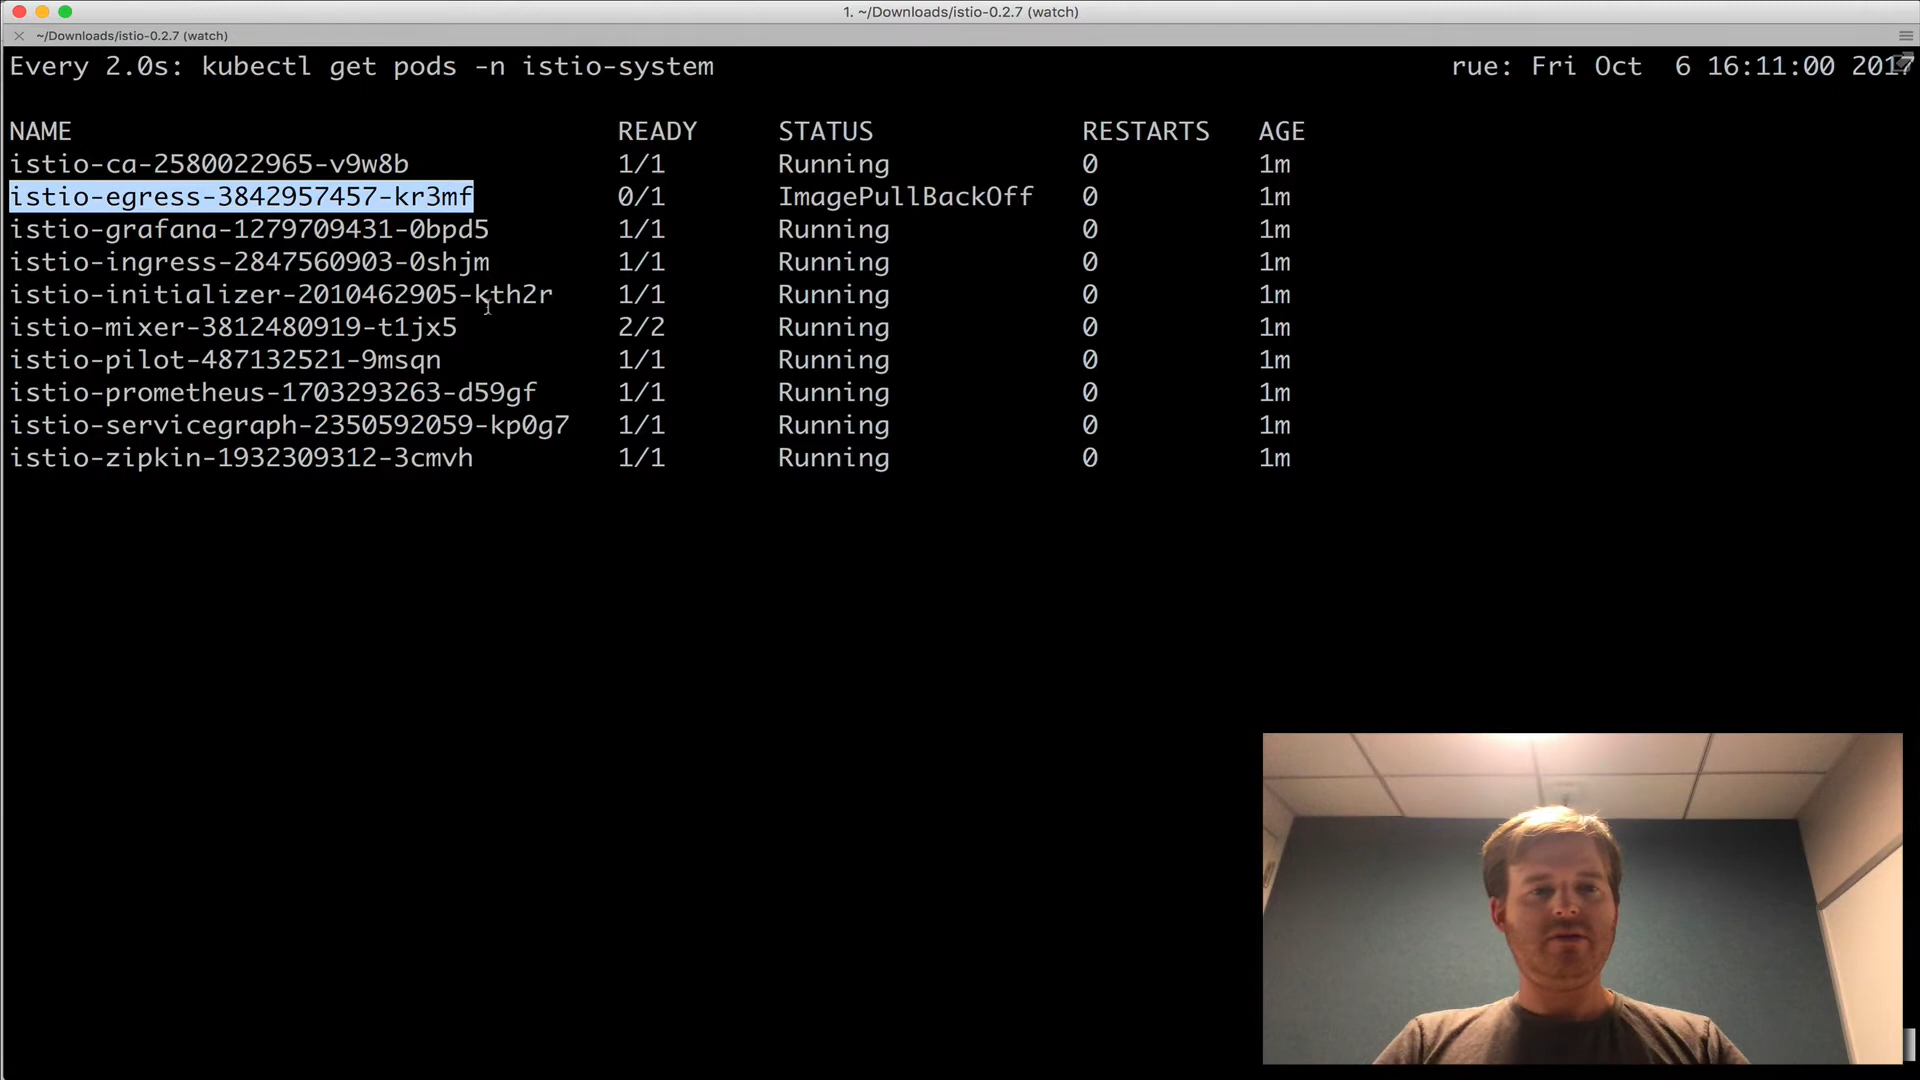 1. ~/Downloads/istio-0.2.7 (watch)
~/Downloads/istio-0.2.7 (watch)
Every 2.0s: kubectl get pods -n istio-system rue: Fri Oct  6 16:11:00 2017
NAME READY STATUS RESTARTS AGE
istio-ca-2580022965-v9w8b 1/1 Running 0 1m
istio-egress-3842957457-kr3mf 0/1 ImagePullBackOff 0 1m
istio-grafana-1279709431-0bpd5 1/1 Running 0 1m
istio-ingress-2847560903-0shjm 1/1 Running 0 1m
istio-initializer-2010462905-kth2r 1/1 Running 0 1m
istio-mixer-3812480919-t1jx5 2/2 Running 0 1m
istio-pilot-487132521-9msqn 1/1 Running 0 1m
istio-prometheus-1703293263-d59gf 1/1 Running 0 1m
istio-servicegraph-2350592059-kp0g7 1/1 Running 0 1m
istio-zipkin-1932309312-3cmvh 1/1 Running 0 1m